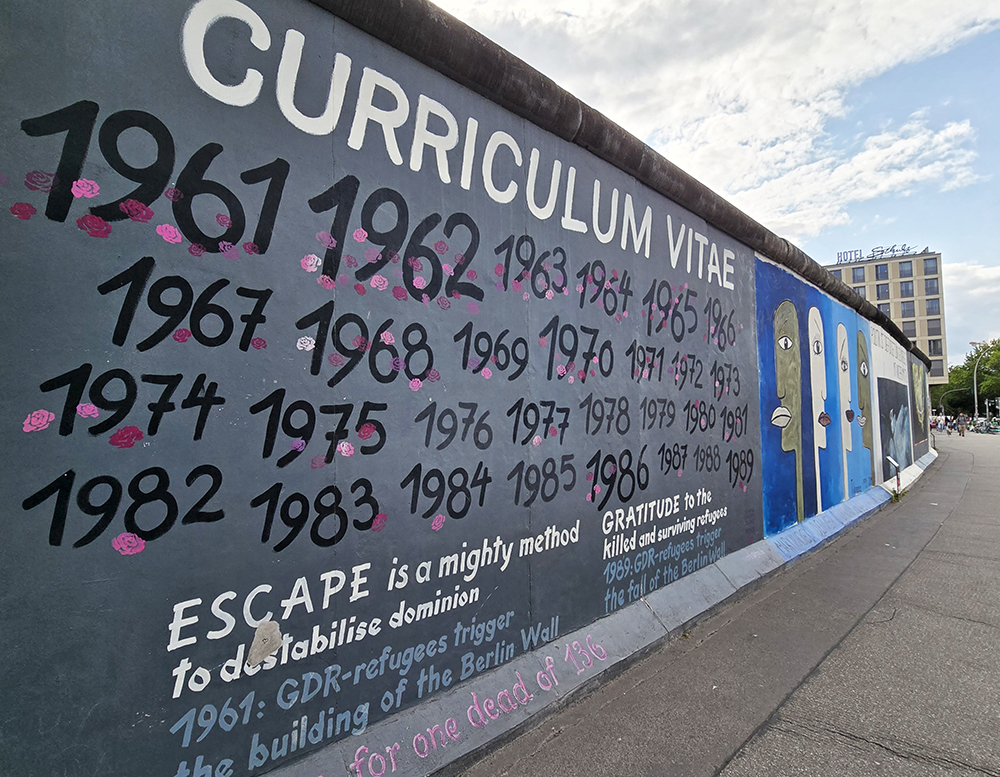 CURRICULUM VITAE
1961 1962 1963 1964 1965 1966
1967 1968 1969 1970 1971 1972 1973
1974 1975 1976 1977 1978 1979 1980 1981
1982 1983 1984 1985 1986 1987 1988 1989
ESCAPE is a mighty method
to destabilise dominion
1961: GDR-refugees trigger
the building of the Berlin Wall
GRATITUDE to the
killed and surviving refugees
1989: GDR-refugees trigger
the fall of the Berlin Wall
for one dead of 136
HOTEL Schulz